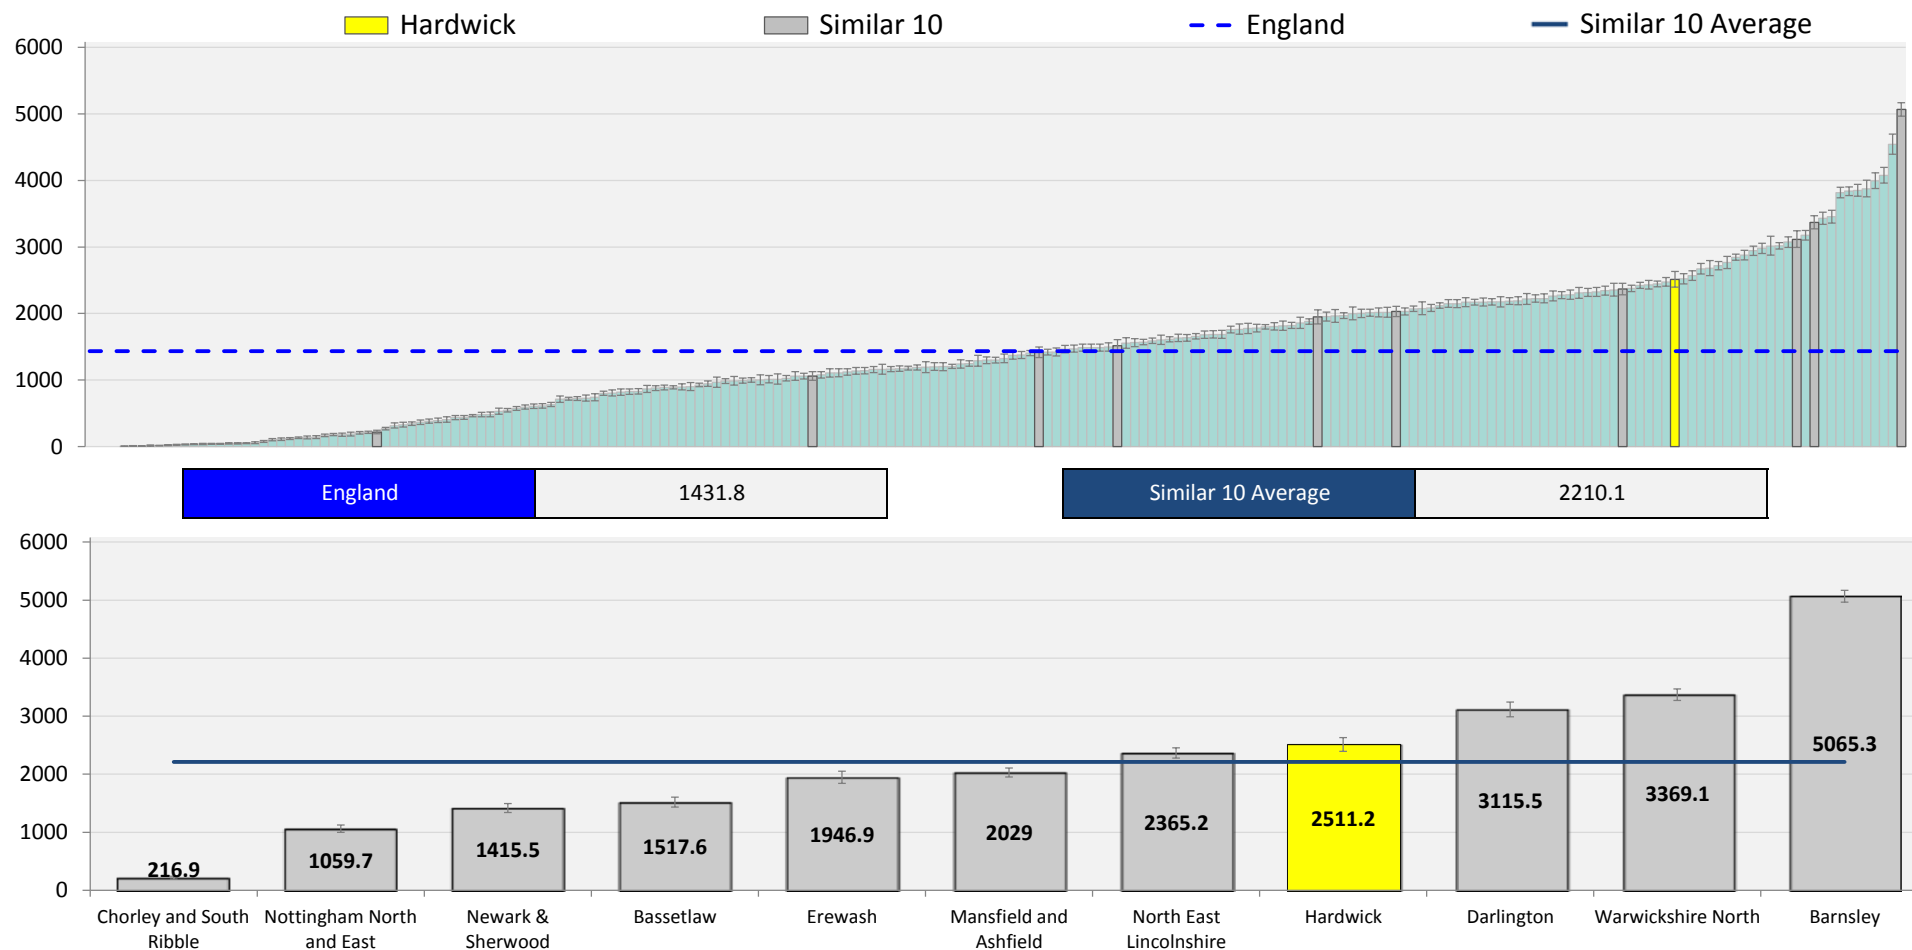 Hardwick
Similar 10
England
Similar 10 Average
6000
5000
4000
3000
2000
1000
0
England
1431.8
Similar 10 Average
2210.1
6000
5000
4000
3000
2000
1000
0
216.9
1059.7
1415.5
1517.6
1946.9
2029
2365.2
2511.2
3115.5
3369.1
5065.3
Chorley and South
Ribble
Nottingham North
and East
Newark &
Sherwood
Bassetlaw
Erewash
Mansfield and
Ashfield
North East
Lincolnshire
Hardwick
Darlington
Warwickshire North
Barnsley